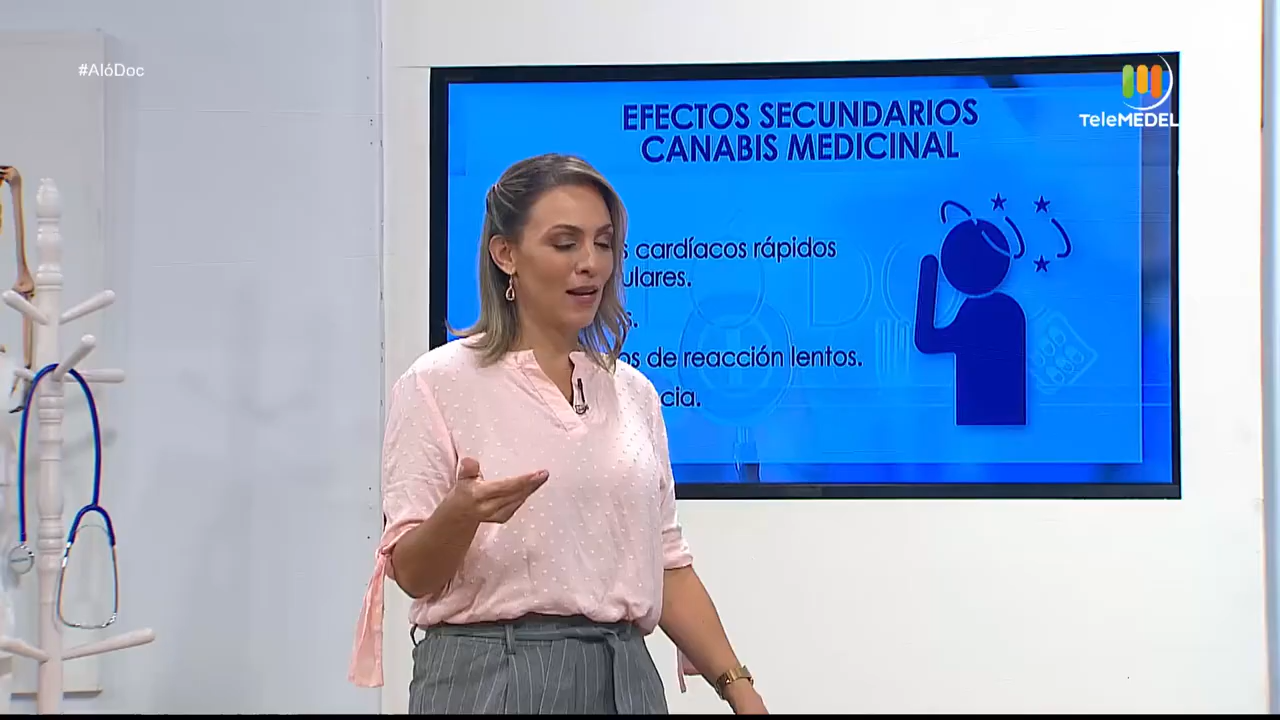 #AlóDoc
TeleMEDEL
EFECTOS SECUNDARIOS
CANABIS MEDICINAL
cardíacos rápidos
ulares.
os de reacción lentos.
cia.